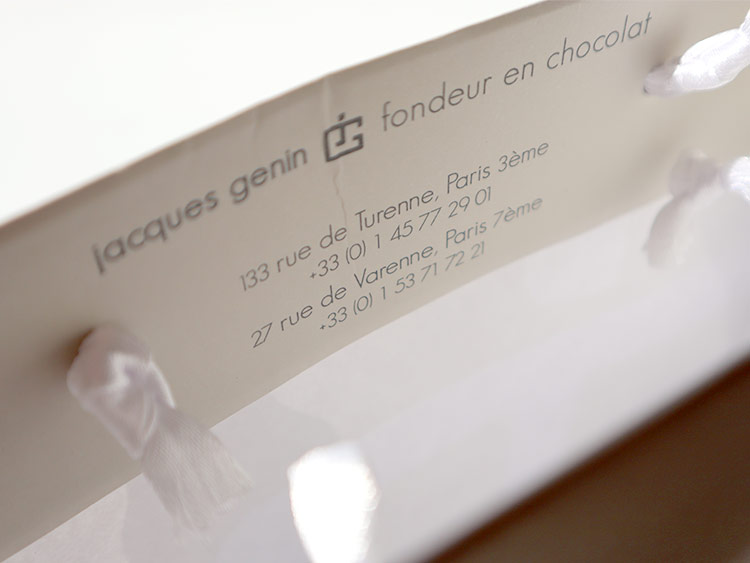 jacques genin JG fondeur en chocolat
133 rue de Turenne, Paris 3ème
+33 (0) 1 45 77 29 01
27 rue de Varenne, Paris 7ème
+33 (0) 1 53 71 72 21